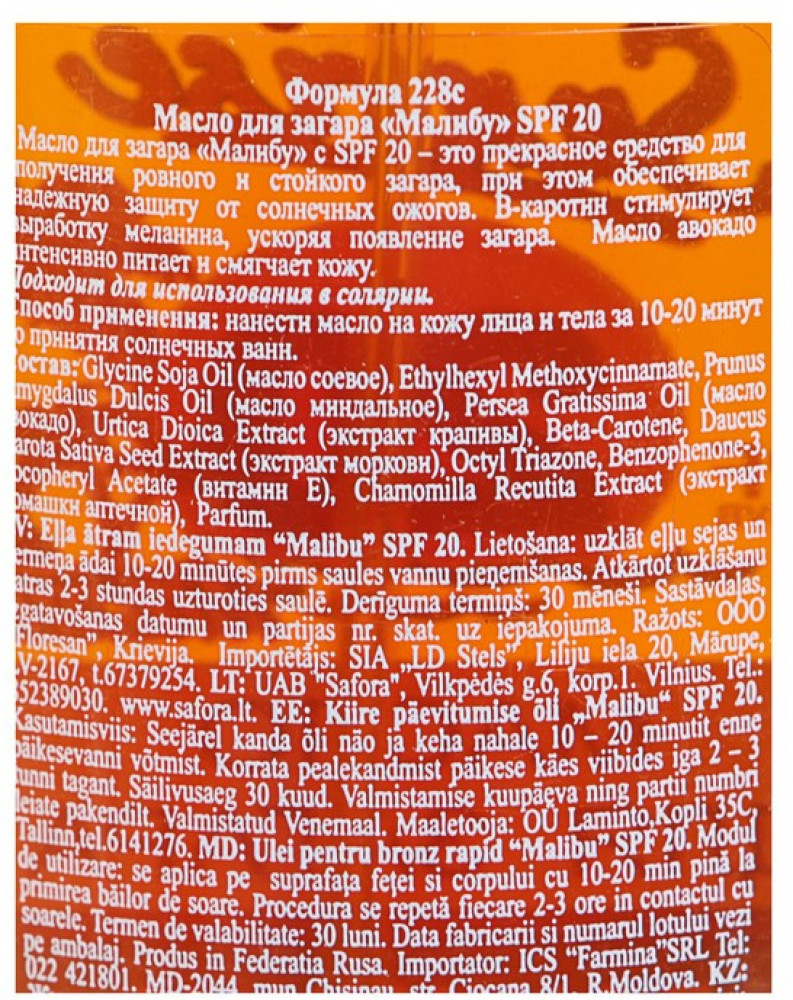 Формула 228с
Масло для загара «Малибу» SPF 20
Масло для загара «Малибу» с SPF 20 – это прекрасное средство для
получения ровного и стойкого загара, при этом обеспечивает
надежную защиту от солнечных ожогов. В-каротин стимулирует
выработку меланина, ускоряя появление загара. Масло авокадо
интенсивно питает и смягчает кожу.
Подходит для использования в солярии.
Способ применения: нанести масло на кожу лица и тела за 10-20 минут
до принятия солнечных ванн.
Состав: Glycine Soja Oil (масло соевое), Ethylhexyl Methoxycinnamate, Prunus
Amygdalus Dulcis Oil (масло миндальное), Persea Gratissima Oil (масло
авокадо), Urtica Dioica Extract (экстракт крапивы), Beta-Carotene, Daucus
Carota Sativa Seed Extract (экстракт моркови), Octyl Triazone, Benzophenone-3,
Tocopheryl Acetate (витамин Е), Chamomilla Recutita Extract (экстракт
ромашки аптечной), Parfum.
LV: Eļļa ātram iedegumam “Malibu” SPF 20. Lietošana: uzklāt eļļu sejas un
ķermeņa ādai 10-20 minūtes pirms saules vannu pieņemšanas. Atkārtot uzklāšanu
katras 2-3 stundas uzturoties saulē. Derīguma termiņš: 30 mēneši. Sastāvdaļas,
izgatavošanas datumu un partijas nr. skat. uz iepakojuma. Ražots: OOO
"Floresan", Krievija. Importētājs: SIA „LD Stels”, Lifiju iela 20, Mārupe,
LV-2167, t.67379254. LT: UAB "Safora", Vilkpėdės g.6, korp.1. Vilnius. Tel.:
852389030. www.safora.lt. EE: Kiire päevitumise õli „Malibu“ SPF 20.
Kasutamisviis: Seejärel kanda õli näo ja keha nahale 10 – 20 minutit enne
päikesevanni võtmist. Korrata pealekandmist päikese käes viibides iga 2 – 3
tunni tagant. Säilivusaeg 30 kuud. Valmistamise kuupäeva ning partii numbri
leiate pakendilt. Valmistatud Venemaal. Maaletooja: OÜ Laminto,Kopli 35C,
Tallinn,tel.6141276. MD: Ulei pentru bronz rapid “Malibu” SPF 20. Modul
de utilizare: se aplica pe suprafaţa feţei si corpului cu 10-20 min pină la
primirea băilor de soare. Procedura se repetă fiecare 2-3 ore in contactul cu
soarele. Termen de valabilitate: 30 luni. Data fabricarii si numarul lotului vezi
pe ambalaj. Produs in Federatia Rusa. Importator: ICS “Farmina”SRL Tel:
022 421801. MD-2044, mun Chisinau, str. Ciocana 8/1, R.Moldova. KZ: